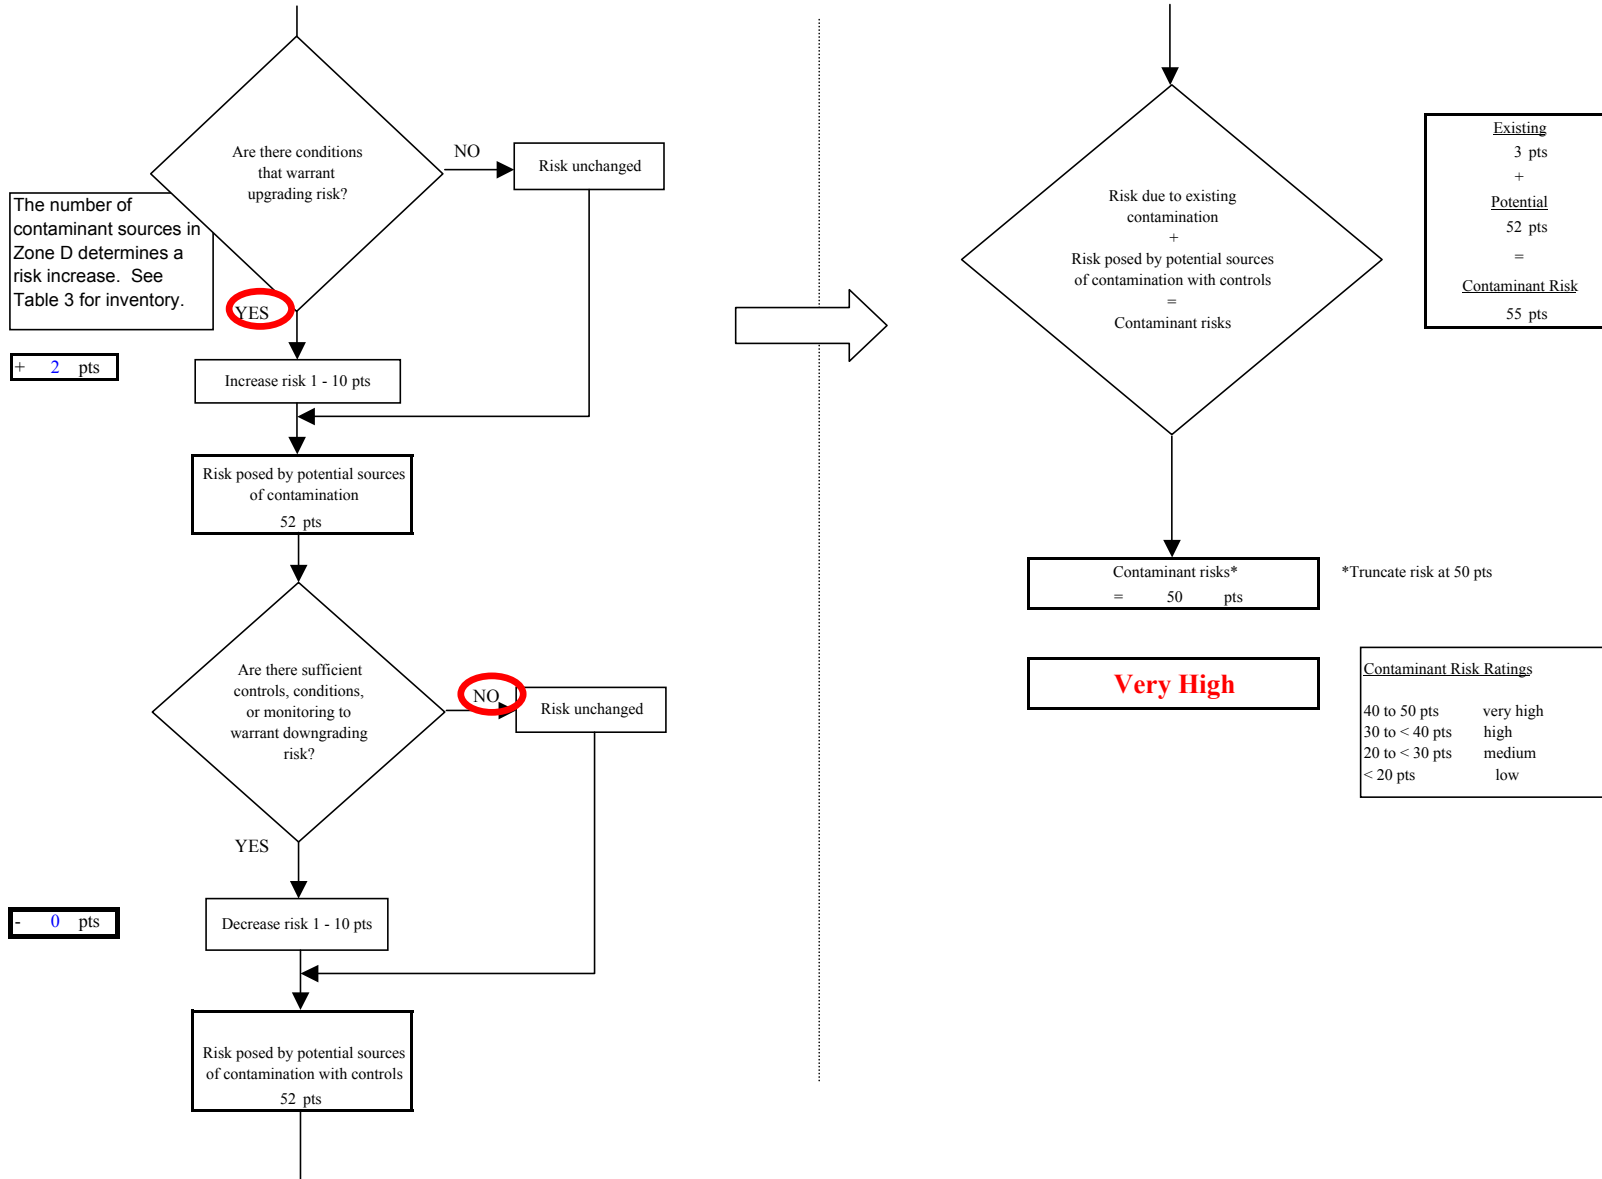 Are there conditions
that warrant
upgrading risk?
NO
Risk unchanged
The number of
contaminant sources in
Zone D determines a
risk increase.  See
Table 3 for inventory.
YES
+ 2 pts
Increase risk 1 - 10 pts
Risk posed by potential sources
of contamination
52 pts
Are there sufficient
controls, conditions,
or monitoring to
warrant downgrading
risk?
NO
Risk unchanged
YES
- 0 pts
Decrease risk 1 - 10 pts
Risk posed by potential sources
of contamination with controls
52 pts
Risk due to existing
contamination
+
Risk posed by potential sources
of contamination with controls
=
Contaminant risks
Existing
3 pts
+
Potential
52 pts
=
Contaminant Risk
55 pts
Contaminant risks*
= 50 pts
*Truncate risk at 50 pts
Very High
Contaminant Risk Ratings
40 to 50 pts very high
30 to < 40 pts high
20 to < 30 pts medium
< 20 pts low